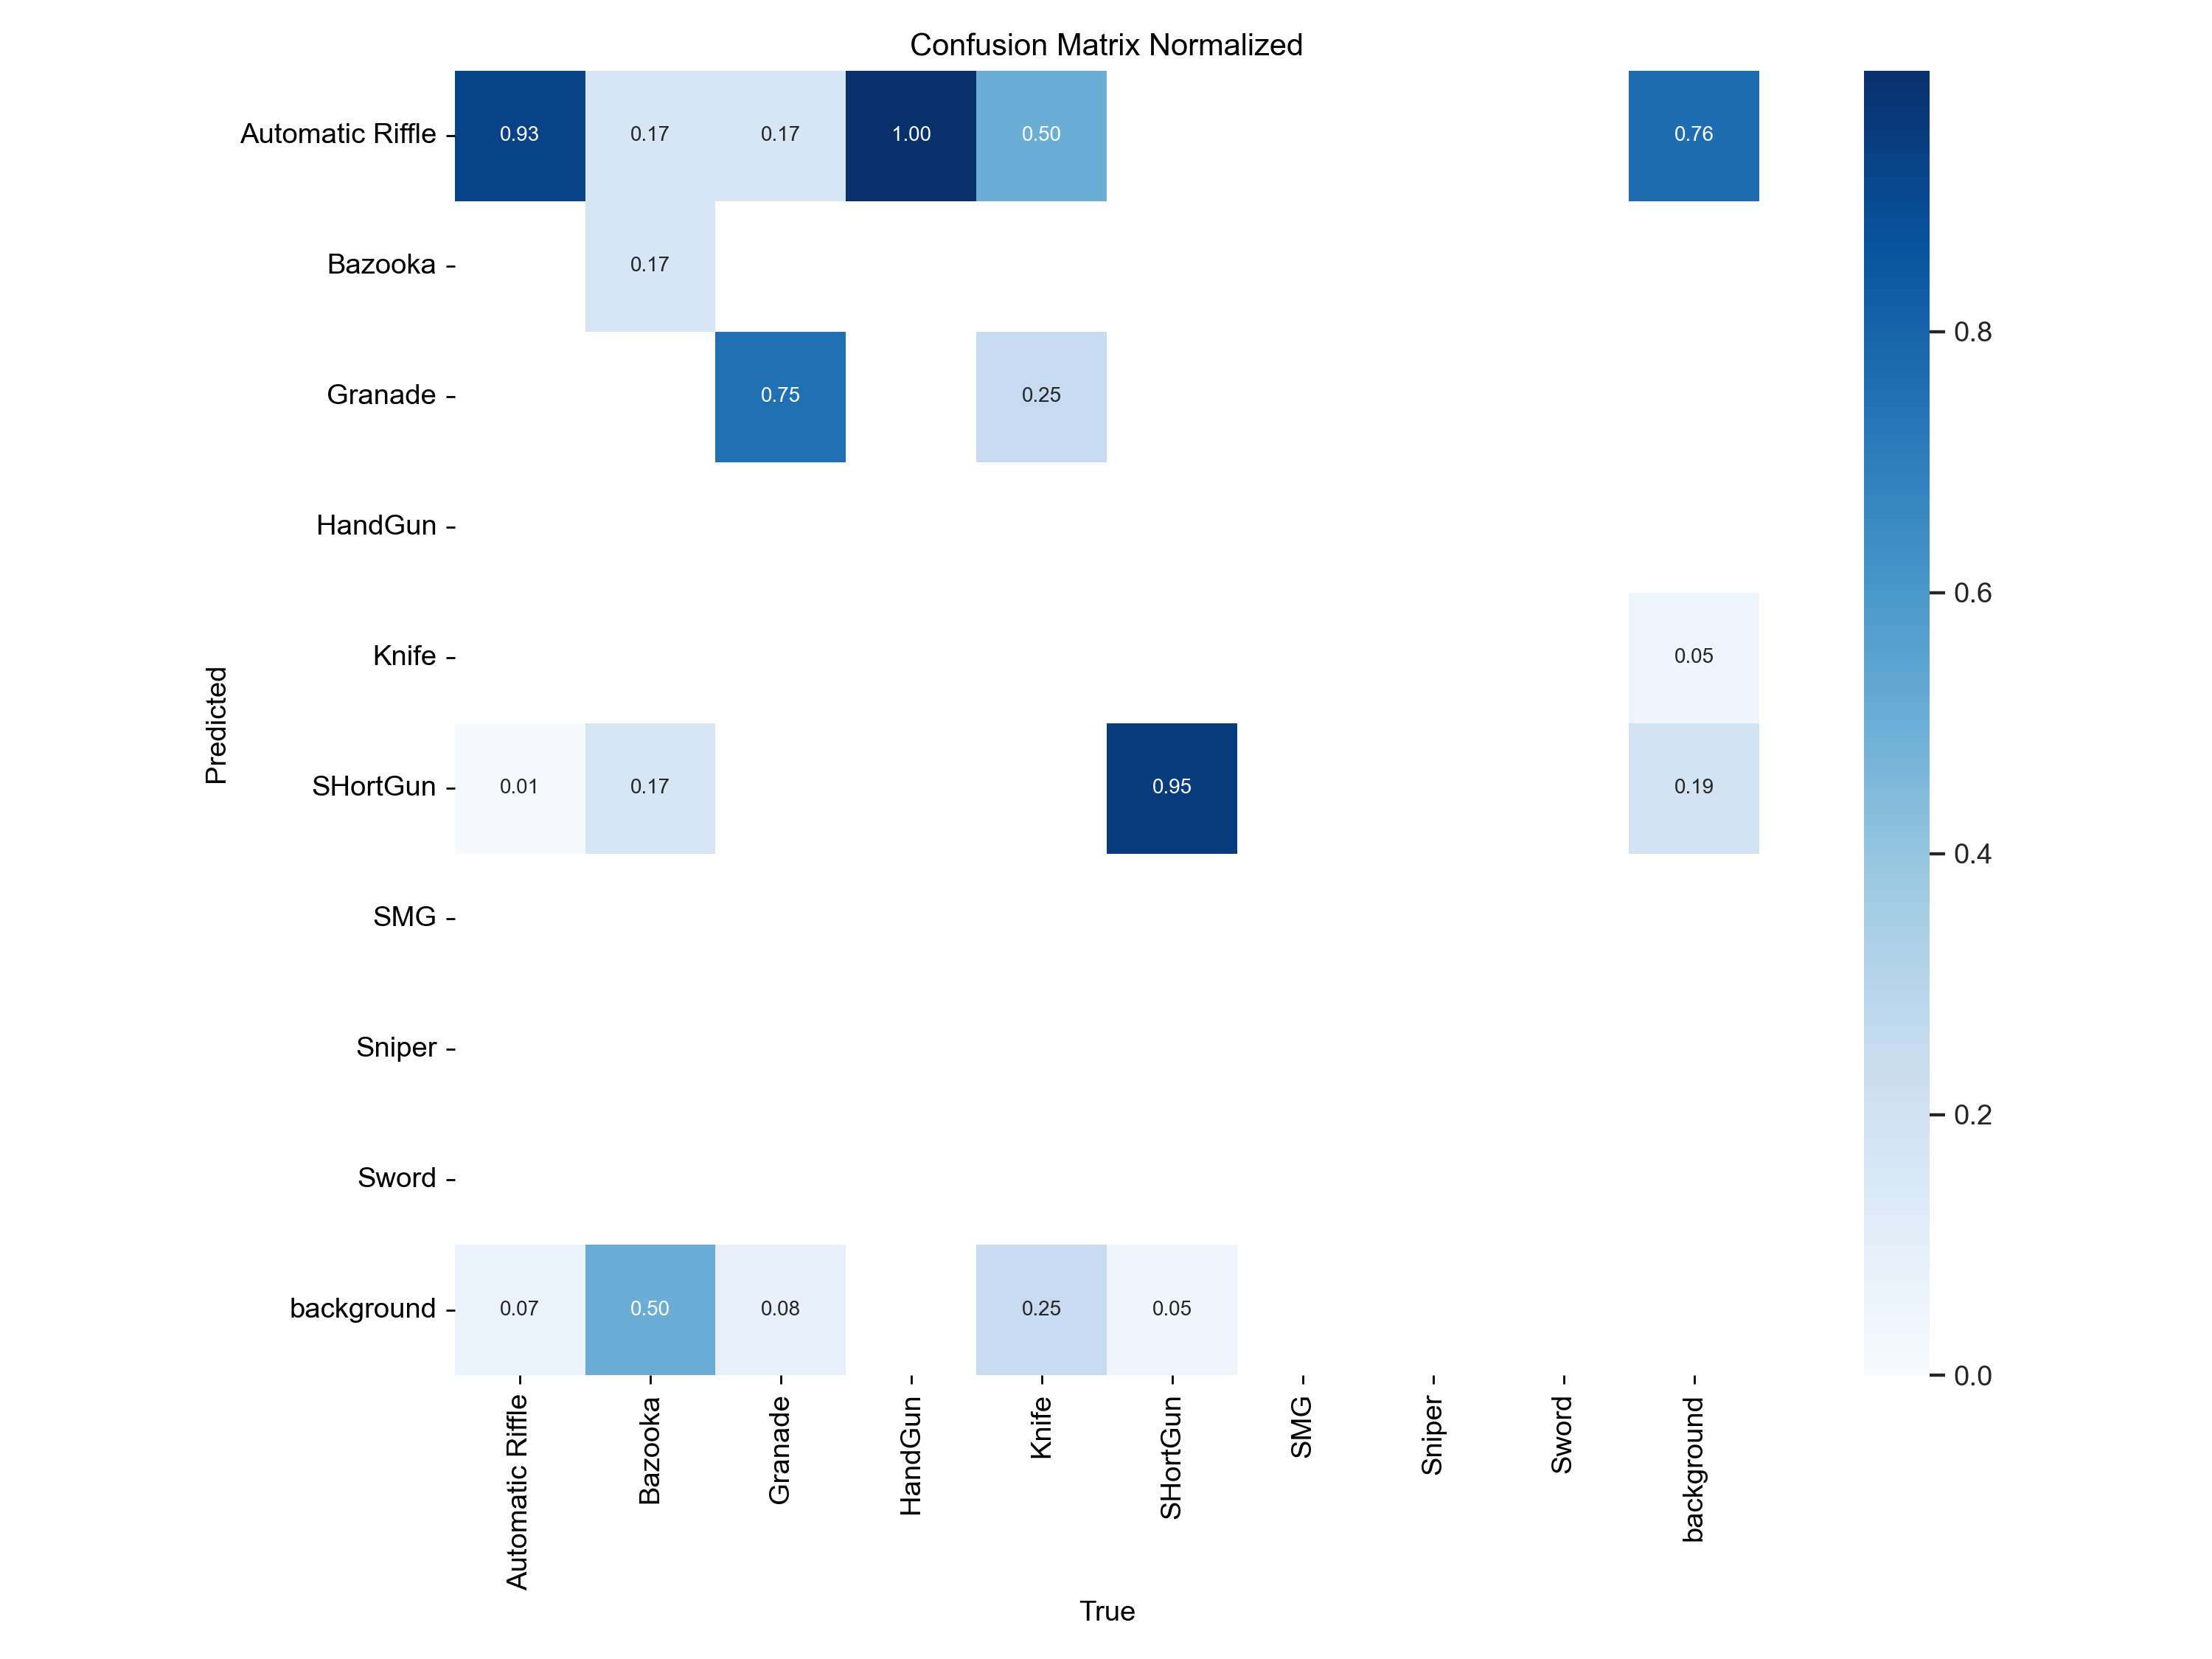 Confusion Matrix Normalized
Automatic Riffle
0.93 0.17 0.17 1.00 0.50 0.76
Bazooka
0.17
0.8
Granade
0.75 0.25
HandGun
0.6
Knife
0.05
Predicted
SHortGun
0.01 0.17 0.95 0.19
0.4
SMG
Sniper
0.2
Sword
background
0.07 0.50 0.08 0.25 0.05
0.0
Automatic Riffle
Bazooka
Granade
HandGun
Knife
SHortGun
SMG
Sniper
Sword
background
True